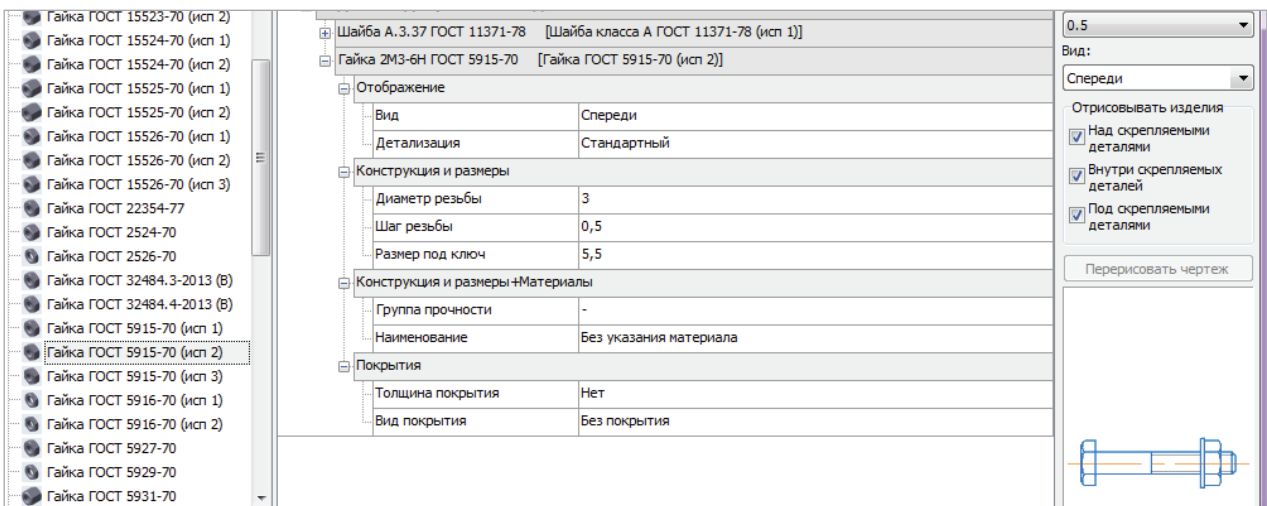 Гайка ГОСТ 15523-70 (исп 2)
Гайка ГОСТ 15524-70 (исп 1)
Гайка ГОСТ 15524-70 (исп 2)
Гайка ГОСТ 15525-70 (исп 1)
Гайка ГОСТ 15525-70 (исп 2)
Гайка ГОСТ 15526-70 (исп 1)
Гайка ГОСТ 15526-70 (исп 2)
Гайка ГОСТ 15526-70 (исп 3)
Гайка ГОСТ 22354-77
Гайка ГОСТ 2524-70
Гайка ГОСТ 2526-70
Гайка ГОСТ 32484.3-2013 (В)
Гайка ГОСТ 32484.4-2013 (В)
Гайка ГОСТ 5915-70 (исп 1)
Гайка ГОСТ 5915-70 (исп 2)
Гайка ГОСТ 5915-70 (исп 3)
Гайка ГОСТ 5916-70 (исп 1)
Гайка ГОСТ 5916-70 (исп 2)
Гайка ГОСТ 5927-70
Гайка ГОСТ 5929-70
Гайка ГОСТ 5931-70
Шайба А.3.37 ГОСТ 11371-78 [Шайба класса А ГОСТ 11371-78 (исп 1)]
Гайка 2М3-6Н ГОСТ 5915-70 [Гайка ГОСТ 5915-70 (исп 2)]
Отображение
Вид Спереди
Детализация Стандартный
Конструкция и размеры
Диаметр резьбы 3
Шаг резьбы 0,5
Размер под ключ 5,5
Конструкция и размеры+Материалы
Группа прочности -
Наименование Без указания материала
Покрытия
Толщина покрытия Нет
Вид покрытия Без покрытия
0.5
Вид:
Спереди
Отрисовывать изделия
Над скрепляемыми
деталями
Внутри скрепляемых
деталей
Под скрепляемыми
деталями
Перерисовать чертеж